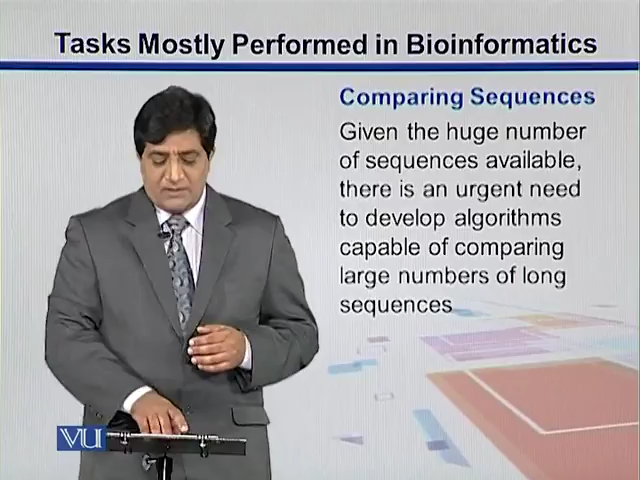 Tasks Mostly Performed in Bioinformatics
Comparing Sequences
Given the huge number
of sequences available,
there is an urgent need
to develop algorithms
capable of comparing
large numbers of long
sequences
VU